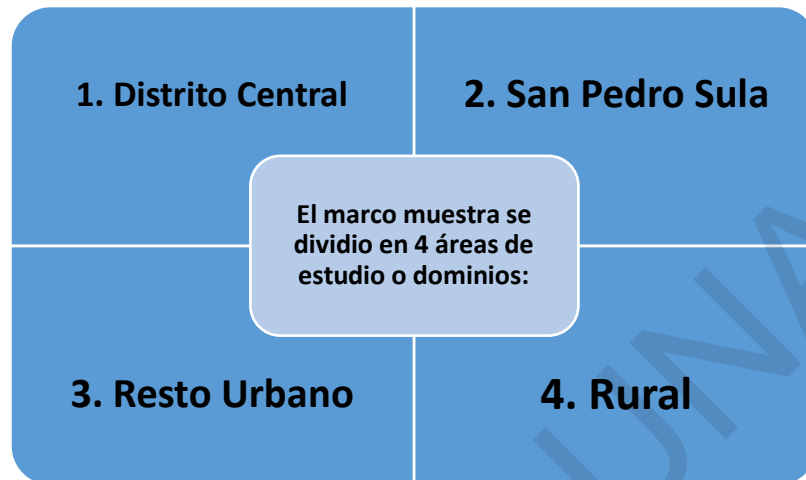 1. Distrito Central
2. San Pedro Sula
El marco muestra se
dividio en 4 áreas de
estudio o dominios:
3. Resto Urbano
4. Rural